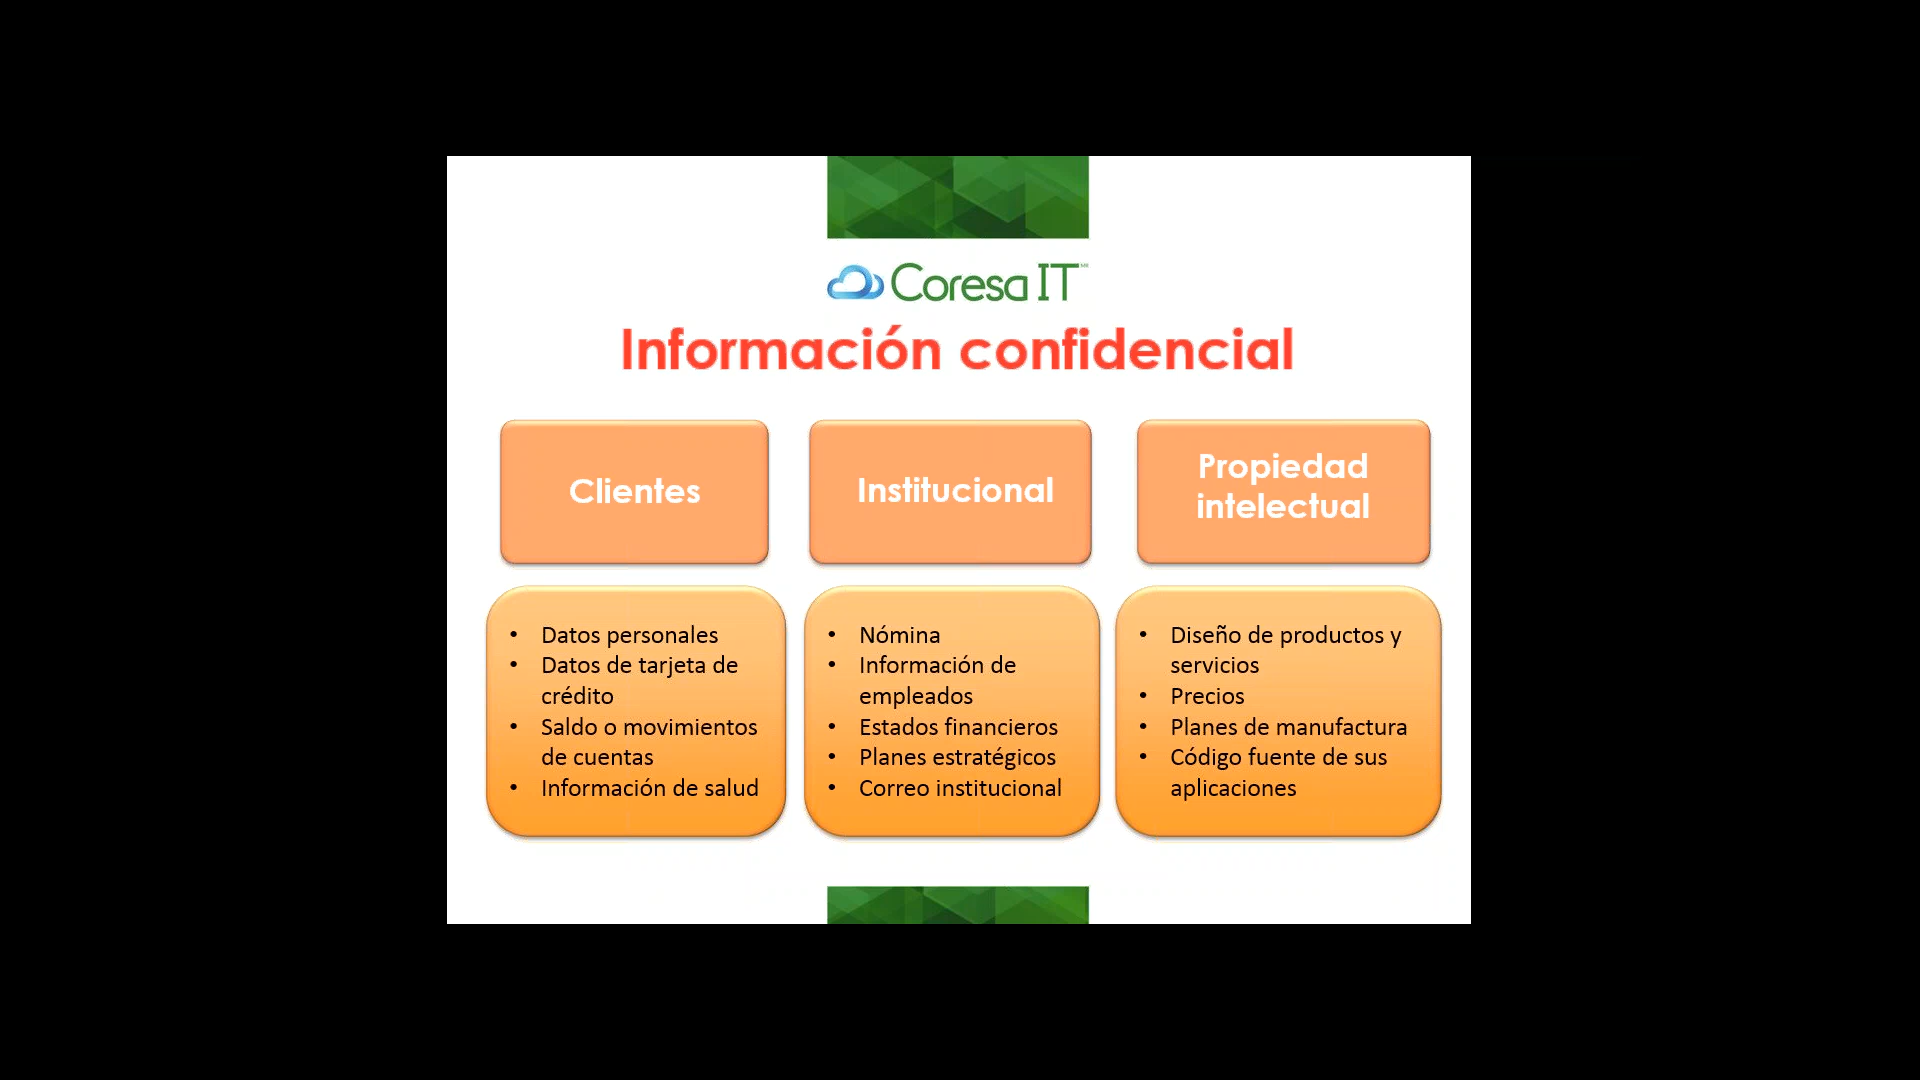 Coresa IT
Información confidencial
Clientes
Institucional
Propiedad
intelectual
• Datos personales
• Datos de tarjeta de
crédito
• Saldo o movimientos
de cuentas
• Información de salud
• Nómina
• Información de
empleados
• Estados financieros
• Planes estratégicos
• Correo institucional
• Diseño de productos y
servicios
• Precios
• Planes de manufactura
• Código fuente de sus
aplicaciones